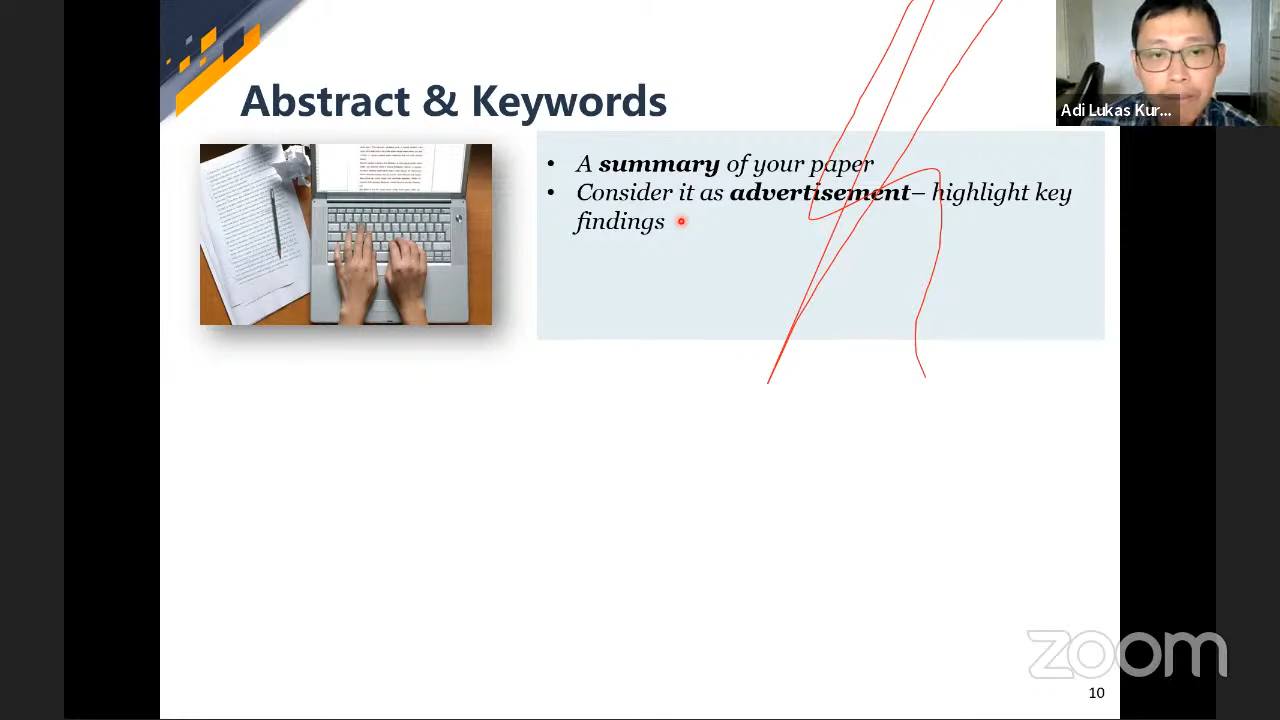 Abstract & Keywords
Adi Lukas Kur...
• A summary of your paper
• Consider it as advertisement– highlight key
findings
zoom
10